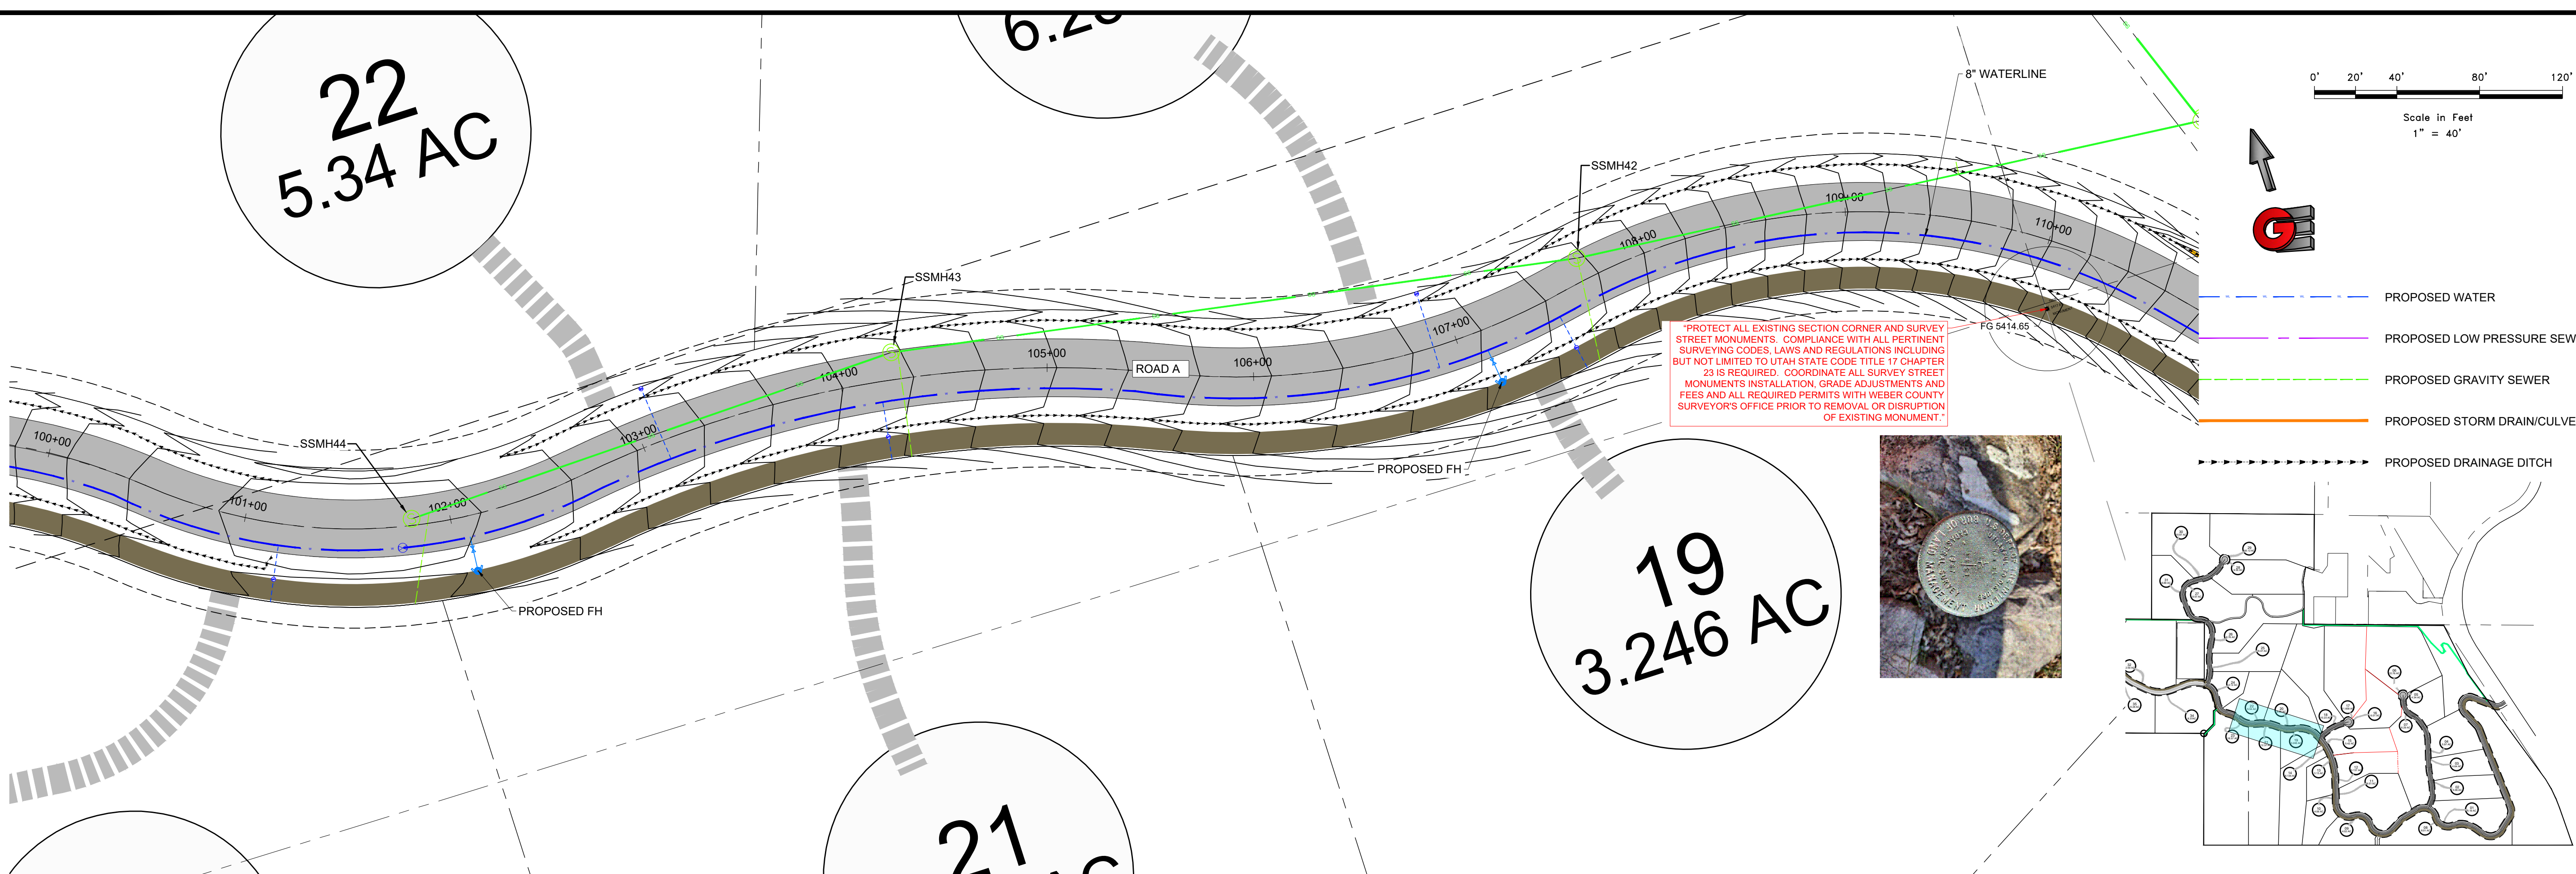 22
5.34 AC
6.2
8" WATERLINE
0' 20' 40' 80' 120'
Scale in Feet
1" = 40'
SSMH42
109+00
110+00
108+00
SSMH43
G
PROPOSED WATER
107+00
"PROTECT ALL EXISTING SECTION CORNER AND SURVEY
STREET MONUMENTS. COMPLIANCE WITH ALL PERTINENT
SURVEYING CODES, LAWS AND REGULATIONS INCLUDING
BUT NOT LIMITED TO UTAH STATE CODE TITLE 17 CHAPTER
23 IS REQUIRED. COORDINATE ALL SURVEY STREET
MONUMENTS INSTALLATION, GRADE ADJUSTMENTS AND
FEES AND ALL REQUIRED PERMITS WITH WEBER COUNTY
SURVEYOR'S OFFICE PRIOR TO REMOVAL OR DISRUPTION
OF EXISTING MONUMENT."
FG 5414.65
PROPOSED LOW PRESSURE SEW
105+00
106+00
ROAD A
104+00
PROPOSED GRAVITY SEWER
PROPOSED STORM DRAIN/CULVE
103+00
100+00
SSMH44
PROPOSED FH
PROPOSED DRAINAGE DITCH
101+00
102+00
PROPOSED FH
19
3.246 AC
21